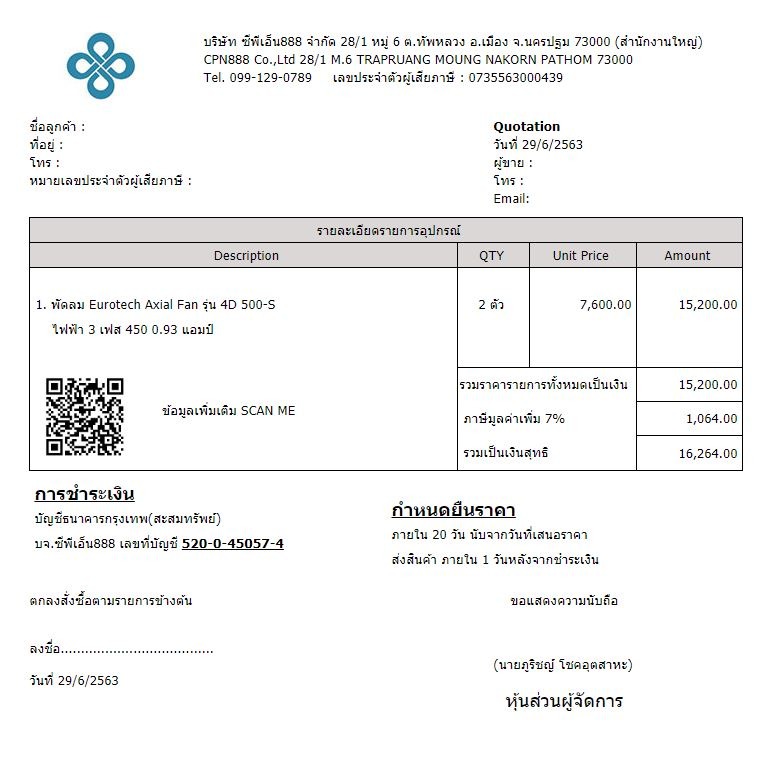 บริษัท ซีพีเอ็น888 จำกัด 28/1 หมู่ 6 ต.ทัพหลวง อ.เมือง จ.นครปฐม 73000 (สำนักงานใหญ่)
CPN888 Co.,Ltd 28/1 M.6 TRAPRUANG MOUNG NAKORN PATHOM 73000
Tel. 099-129-0789 เลขประจำตัวผู้เสียภาษี : 0735563000439
ชื่อลูกค้า :
ที่อยู่ :
โทร :
หมายเลขประจำตัวผู้เสียภาษี :
Quotation
วันที่ 29/6/2563
ผู้ขาย :
โทร :
Email:
รายละเอียดรายการอุปกรณ์
Description QTY Unit Price Amount
1. พัดลม Eurotech Axial Fan รุ่น 4D 500-S 2 ตัว 7,600.00 15,200.00
ไฟฟ้า 3 เฟส 450 0.93 แอมป์
รวมราคารายการทั้งหมดเป็นเงิน 15,200.00
ข้อมูลเพิ่มเติม SCAN ME
ภาษีมูลค่าเพิ่ม 7% 1,064.00
รวมเป็นเงินสุทธิ 16,264.00
การชำระเงิน
บัญชีธนาคารกรุงเทพ(สะสมทรัพย์)
บจ.ซีพีเอ็น888 เลขที่บัญชี 520-0-45057-4
กำหนดยืนราคา
ภายใน 20 วัน นับจากวันที่เสนอราคา
ส่งสินค้า ภายใน 1 วันหลังจากชำระเงิน
ตกลงสั่งซื้อตามรายการข้างต้น
ขอแสดงความนับถือ
ลงชื่อ......................................
(นายภูริชญ์ โชคอุตสาหะ)
วันที่ 29/6/2563
หุ้นส่วนผู้จัดการ